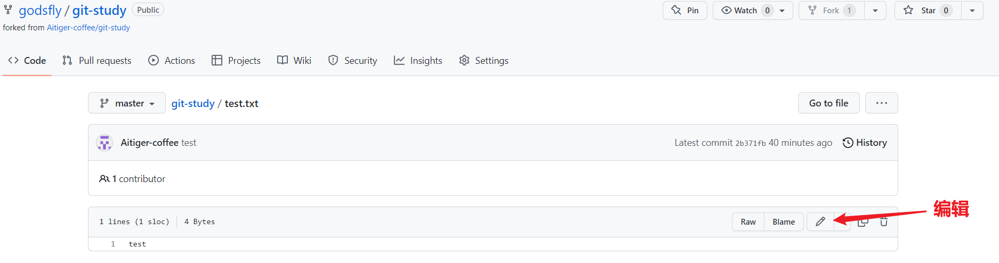 godsfly / git-study Public Pin Watch 0 Fork 1 Star 0
forked from Aitiger-coffee/git-study
Code Pull requests Actions Projects Wiki Security Insights Settings
master git-study / test.txt Go to file ...
Aitiger-coffee test Latest commit 2b371fb 40 minutes ago History
1 contributor
编辑
1 lines (1 sloc) 4 Bytes Raw Blame
1 test